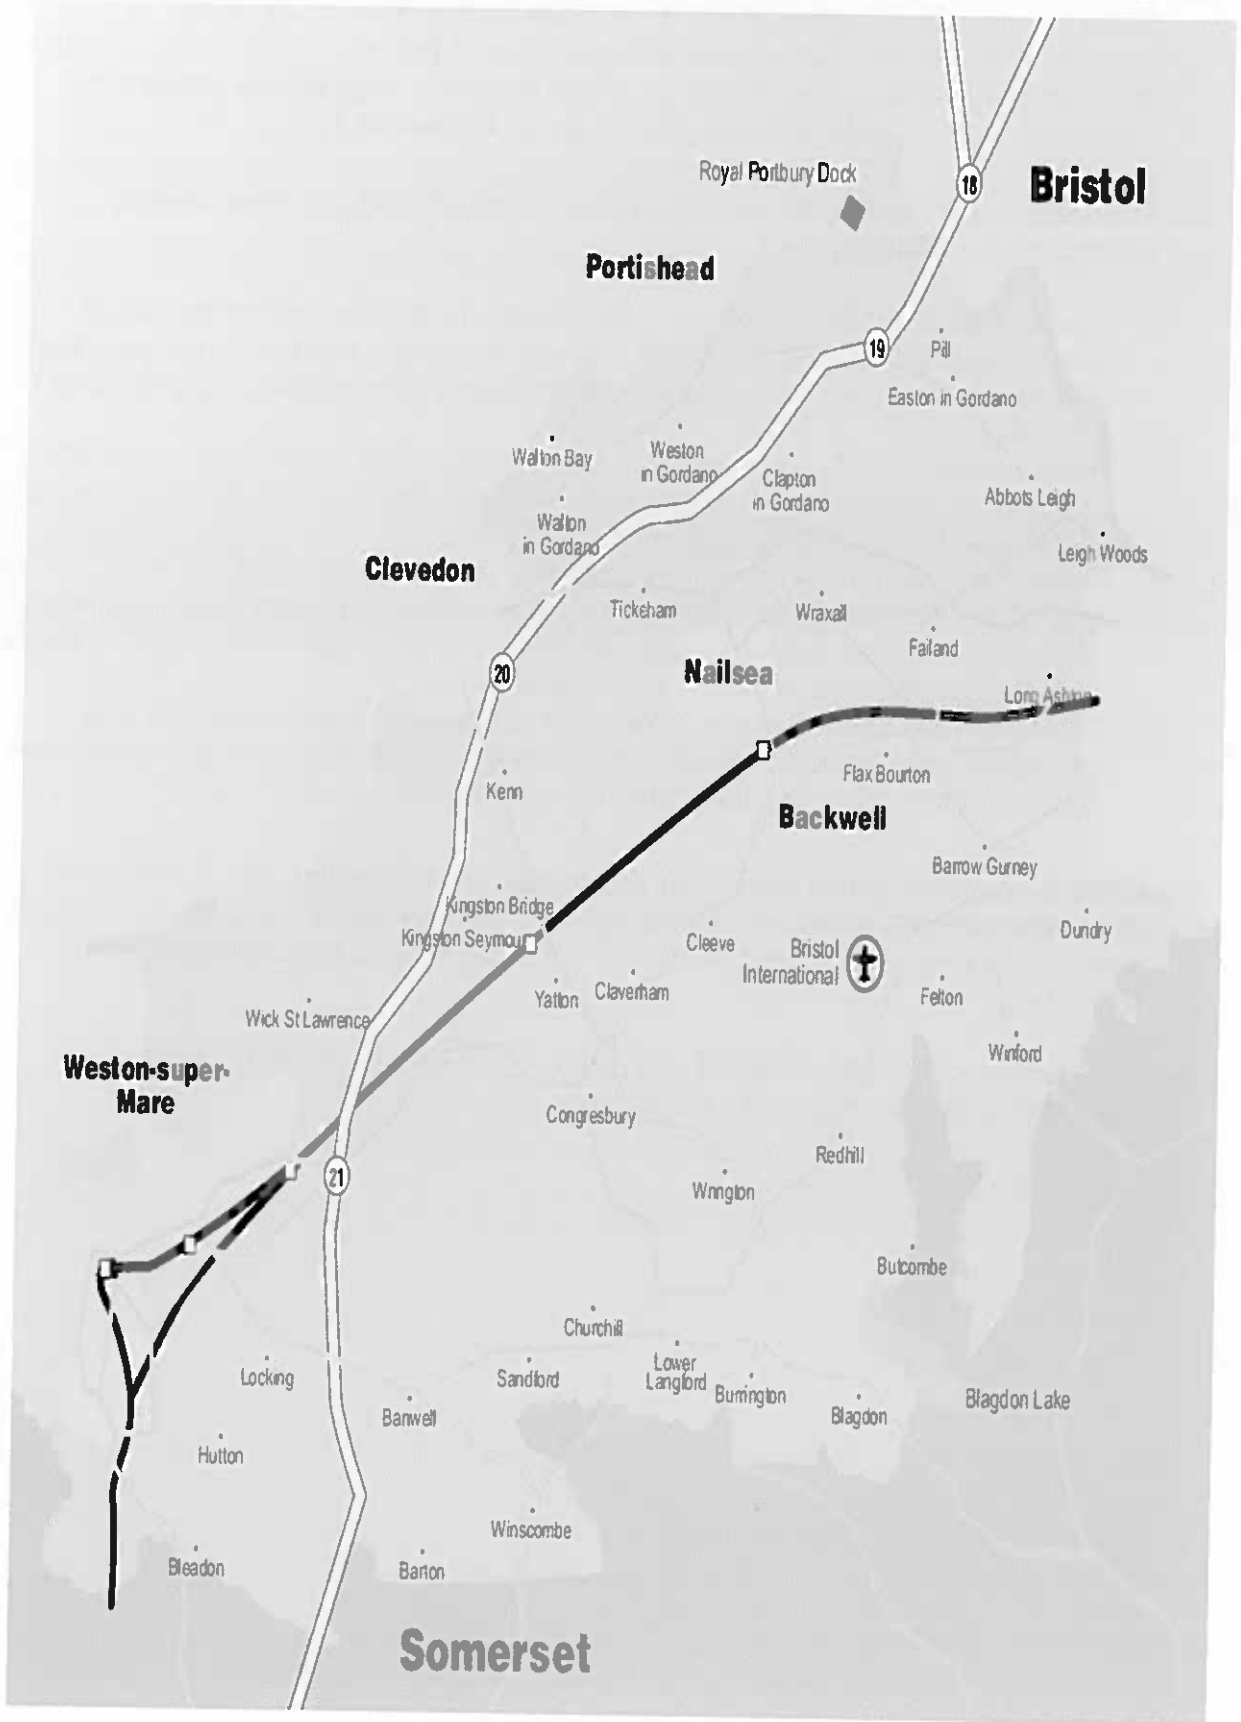 Royal Portbury Dock
18
Bristol
Portishead
19
Pill
Easton in Gordano
Walton Bay
Weston
in Gordano
Clapton
in Gordano
Abbots Leigh
Walton
in Gordano
Leigh Woods
Clevedon
Tickeham
Wraxall
Failand
20
Nailsea
Long Ashton
Kenn
Flax Bourton
Backwell
Barrow Gurney
Kingston Bridge
Kingston Seymour
Cleeve
Bristol
International
Dundry
Yatton
Claverham
Felton
Wick St Lawrence
Winford
Weston-super-
Mare
Congresbury
Redhill
21
Wrington
Butcombe
Churchill
Locking
Sandford
Lower
Langford
Burrington
Blagdon Lake
Banwell
Blagdon
Hutton
Winscombe
Bleadon
Barton
Somerset